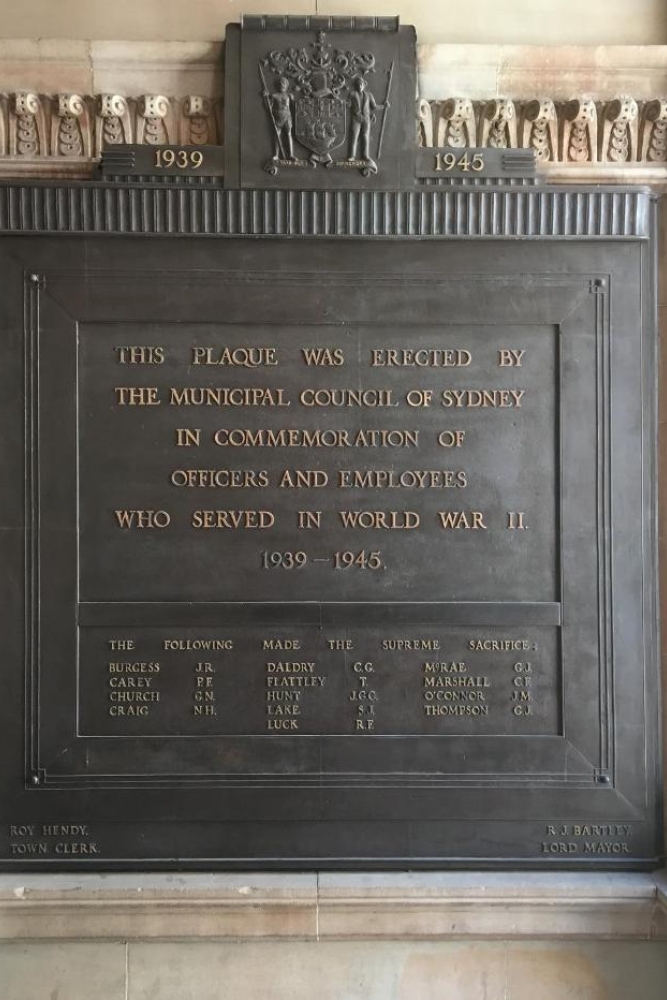 1939 1945
THIS PLAQUE WAS ERECTED BY
THE MUNICIPAL COUNCIL OF SYDNEY
IN COMMEMORATION OF
OFFICERS AND EMPLOYEES
WHO SERVED IN WORLD WAR II.
1939–1945.
THE FOLLOWING MADE THE SUPREME SACRIFICE:
BURGESS J.R. DALDRY C.G. McRAE G.J.
CAREY P.F. FLATTLEY T. MARSHALL C.F.
CHURCH G.N. HUNT J.G.G. O'CONNOR J.M.
CRAIG N.H. LAKE S.J. THOMPSON G.J.
LUCK R.F.
ROY HENDY. R.J. BARTLEY.
TOWN CLERK. LORD MAYOR